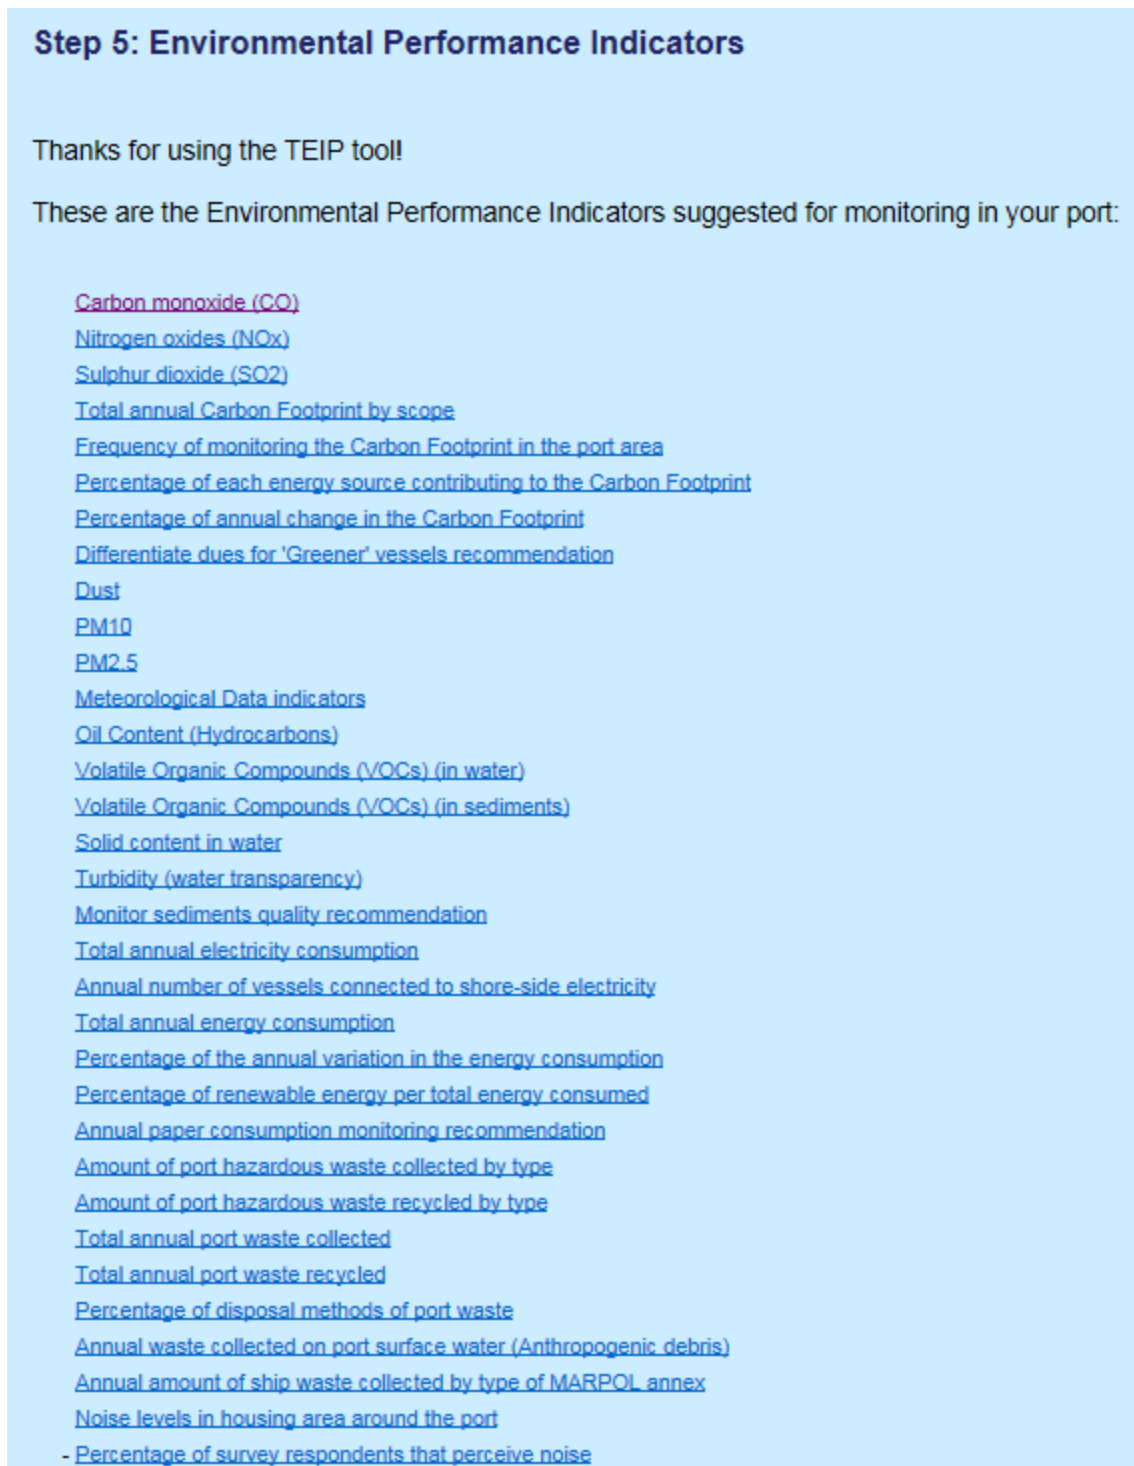 Step 5: Environmental Performance Indicators
Thanks for using the TEIP tool!
These are the Environmental Performance Indicators suggested for monitoring in your port:
Carbon monoxide (CO)
Nitrogen oxides (NOx)
Sulphur dioxide (SO2)
Total annual Carbon Footprint by scope
Frequency of monitoring the Carbon Footprint in the port area
Percentage of each energy source contributing to the Carbon Footprint
Percentage of annual change in the Carbon Footprint
Differentiate dues for 'Greener' vessels recommendation
Dust
PM10
PM2.5
Meteorological Data indicators
Oil Content (Hydrocarbons)
Volatile Organic Compounds (VOCs) (in water)
Volatile Organic Compounds (VOCs) (in sediments)
Solid content in water
Turbidity (water transparency)
Monitor sediments quality recommendation
Total annual electricity consumption
Annual number of vessels connected to shore-side electricity
Total annual energy consumption
Percentage of the annual variation in the energy consumption
Percentage of renewable energy per total energy consumed
Annual paper consumption monitoring recommendation
Amount of port hazardous waste collected by type
Amount of port hazardous waste recycled by type
Total annual port waste collected
Total annual port waste recycled
Percentage of disposal methods of port waste
Annual waste collected on port surface water (Anthropogenic debris)
Annual amount of ship waste collected by type of MARPOL annex
Noise levels in housing area around the port
- Percentage of survey respondents that perceive noise